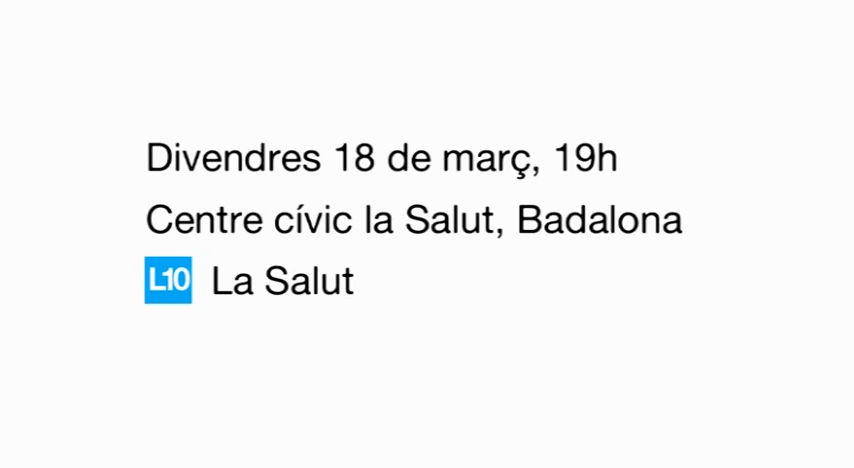 Divendres 18 de març, 19h
Centre cívic la Salut, Badalona
L10 La Salut